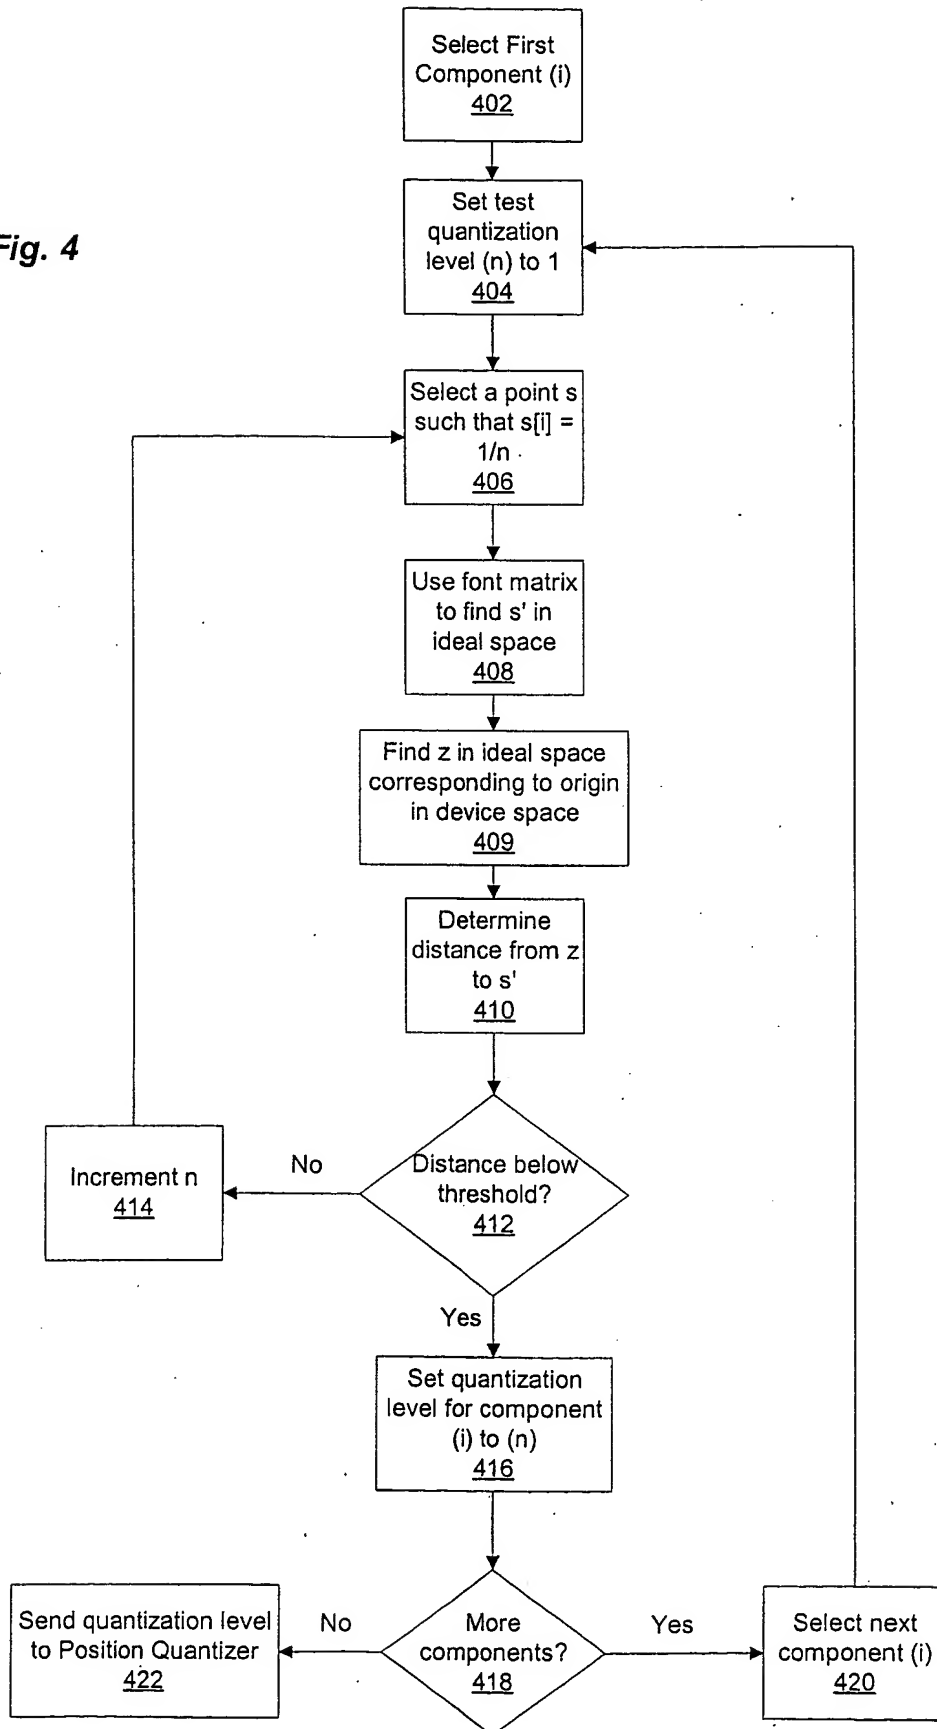 Select First
Component (i)
402
Fig. 4
Set test
quantization
level (n) to 1
404
Select a point s
such that s[i] =
1/n
406
Use font matrix
to find s' in
ideal space
408
Find z in ideal space
corresponding to origin
in device space
409
Determine
distance from z
to s'
410
Distance below
threshold?
412
No
Increment n
414
Yes
Set quantization
level for component
(i) to (n)
416
More
components?
418
No
Send quantization level
to Position Quantizer
422
Yes
Select next
component (i)
420